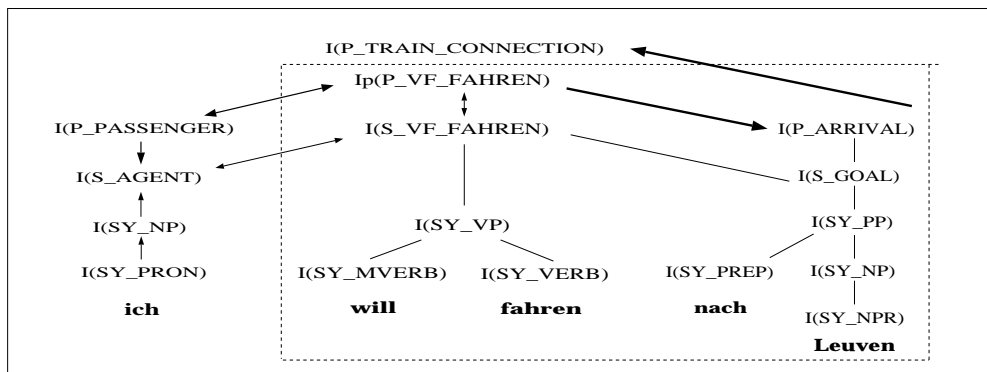 I(P_TRAIN_CONNECTION)
Ip(P_VF_FAHREN)
I(P_PASSENGER) I(S_VF_FAHREN) I(P_ARRIVAL)
I(S_AGENT) I(S_GOAL)
I(SY_NP) I(SY_VP) I(SY_PP)
I(SY_PRON) I(SY_MVERB) I(SY_VERB) I(SY_PREP) I(SY_NP)
ich will fahren nach
I(SY_NPR)
Leuven